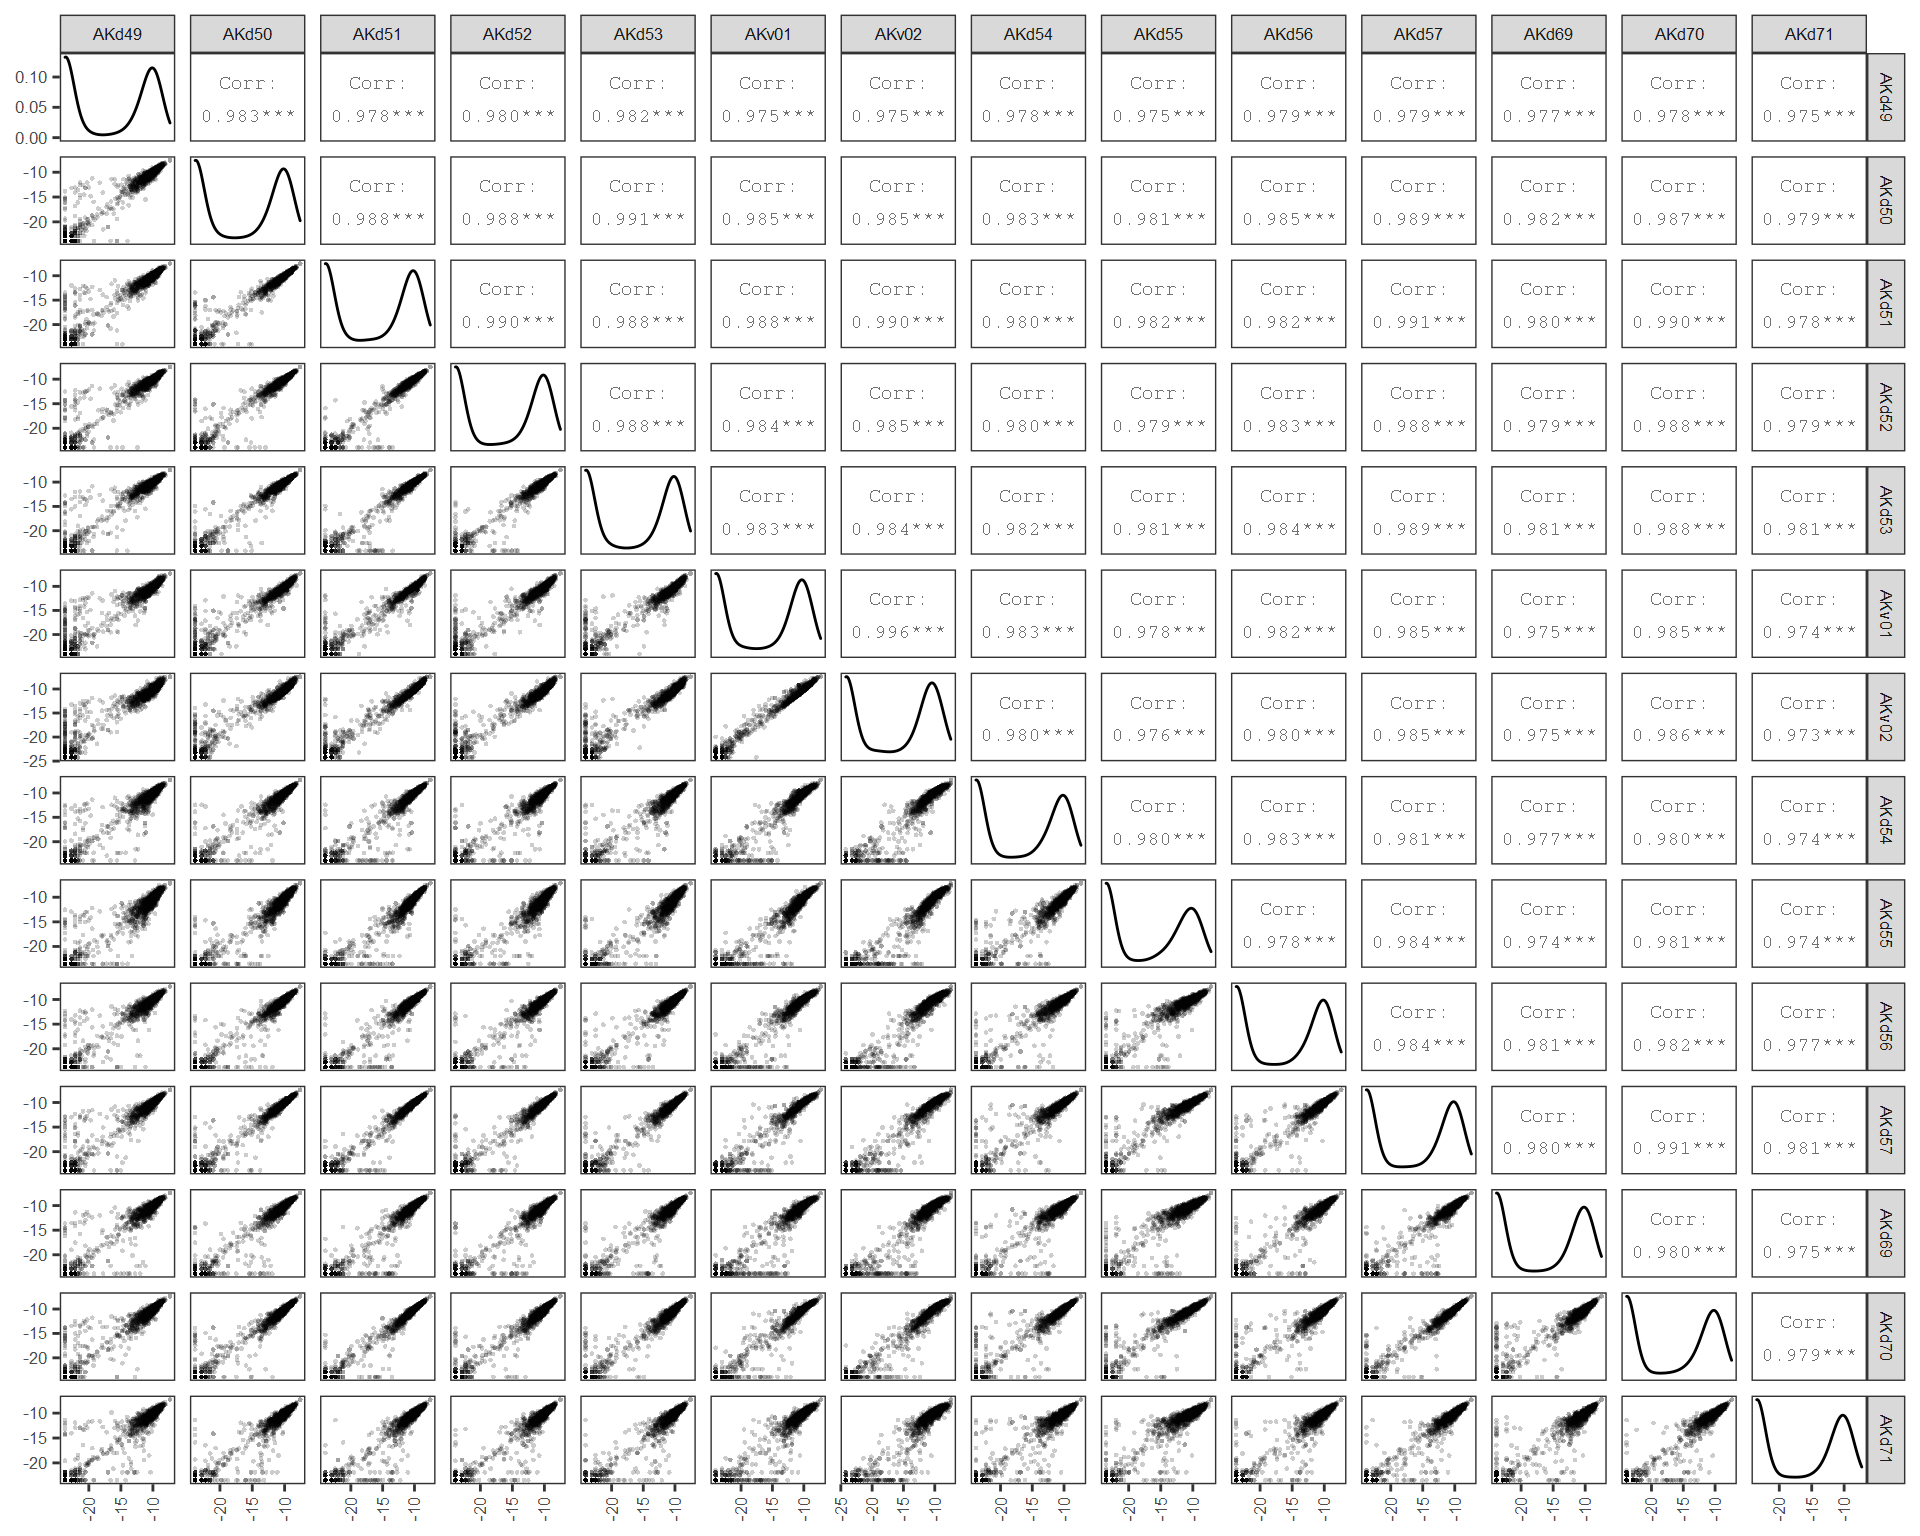 AKd49 AKd50 AKd51 AKd52 AKd53 AKv01 AKv02 AKd54 AKd55 AKd56 AKd57 AKd69 AKd70 AKd71
0.10
0.05
0.00
Corr: Corr: Corr: Corr: Corr: Corr: Corr: Corr: Corr: Corr: Corr: Corr: Corr:
0.983*** 0.978*** 0.980*** 0.982*** 0.975*** 0.975*** 0.978*** 0.975*** 0.979*** 0.979*** 0.977*** 0.978*** 0.975***
AKd49
-10
-15
-20
Corr: Corr: Corr: Corr: Corr: Corr: Corr: Corr: Corr: Corr: Corr: Corr:
0.988*** 0.988*** 0.991*** 0.985*** 0.985*** 0.983*** 0.981*** 0.985*** 0.989*** 0.982*** 0.987*** 0.979***
AKd50
-10
-15
-20
Corr: Corr: Corr: Corr: Corr: Corr: Corr: Corr: Corr: Corr: Corr:
0.990*** 0.988*** 0.988*** 0.990*** 0.980*** 0.982*** 0.982*** 0.991*** 0.980*** 0.990*** 0.978***
AKd51
-10
-15
-20
Corr: Corr: Corr: Corr: Corr: Corr: Corr: Corr: Corr: Corr:
0.988*** 0.984*** 0.985*** 0.980*** 0.979*** 0.983*** 0.988*** 0.979*** 0.988*** 0.979***
AKd52
-10
-15
-20
Corr: Corr: Corr: Corr: Corr: Corr: Corr: Corr: Corr:
0.983*** 0.984*** 0.982*** 0.981*** 0.984*** 0.989*** 0.981*** 0.988*** 0.981***
AKd53
-10
-15
-20
Corr: Corr: Corr: Corr: Corr: Corr: Corr: Corr:
0.996*** 0.983*** 0.978*** 0.982*** 0.985*** 0.975*** 0.985*** 0.974***
AKv01
-10
-15
-20
-25
Corr: Corr: Corr: Corr: Corr: Corr: Corr:
0.980*** 0.976*** 0.980*** 0.985*** 0.975*** 0.986*** 0.973***
AKv02
-10
-15
-20
Corr: Corr: Corr: Corr: Corr: Corr:
0.980*** 0.983*** 0.981*** 0.977*** 0.980*** 0.974***
AKd54
-10
-15
-20
Corr: Corr: Corr: Corr: Corr:
0.978*** 0.984*** 0.974*** 0.981*** 0.974***
AKd55
-10
-15
-20
Corr: Corr: Corr: Corr:
0.984*** 0.981*** 0.982*** 0.977***
AKd56
-10
-15
-20
Corr: Corr: Corr:
0.980*** 0.991*** 0.981***
AKd57
-10
-15
-20
Corr: Corr:
0.980*** 0.975***
AKd69
-10
-15
-20
Corr:
0.979***
AKd70
-10
-15
-20
AKd71
-20 -15 -10 -20 -15 -10 -20 -15 -10 -20 -15 -10 -20 -15 -10 -20 -15 -10 -25 -20 -15 -10 -20 -15 -10 -20 -15 -10 -20 -15 -10 -20 -15 -10 -20 -15 -10 -20 -15 -10 -20 -15 -10